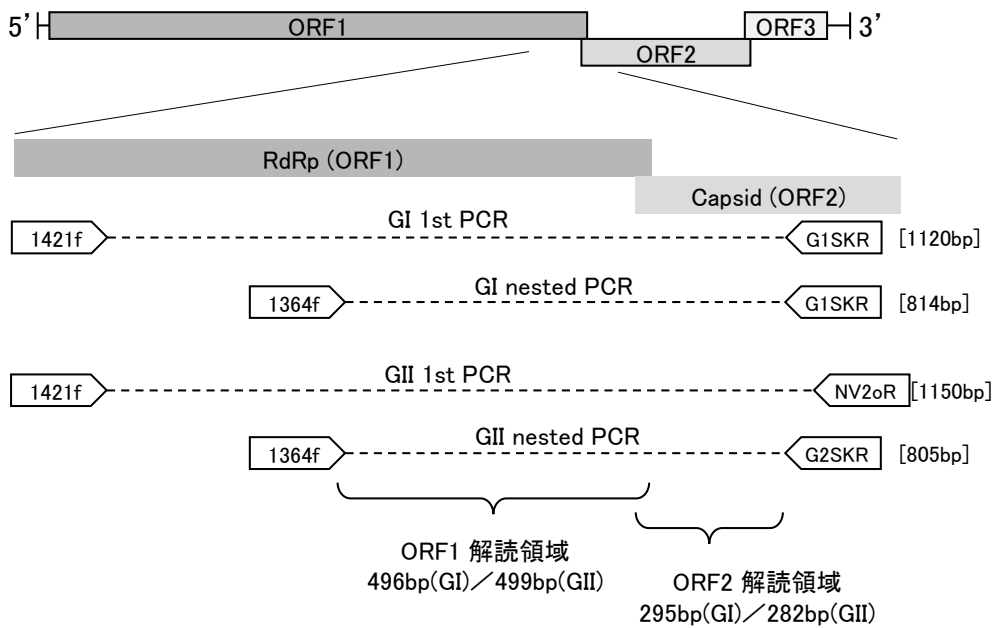 5’ ORF1 ORF3 3’
ORF2
RdRp (ORF1)
Capsid (ORF2)
GI 1st PCR
1421f G1SKR [1120bp]
GI nested PCR
1364f G1SKR [814bp]
GII 1st PCR
1421f NV2oR [1150bp]
GII nested PCR
1364f G2SKR [805bp]
ORF1 解読領域
496bp(GI)／499bp(GII)
ORF2 解読領域
295bp(GI)／282bp(GII)